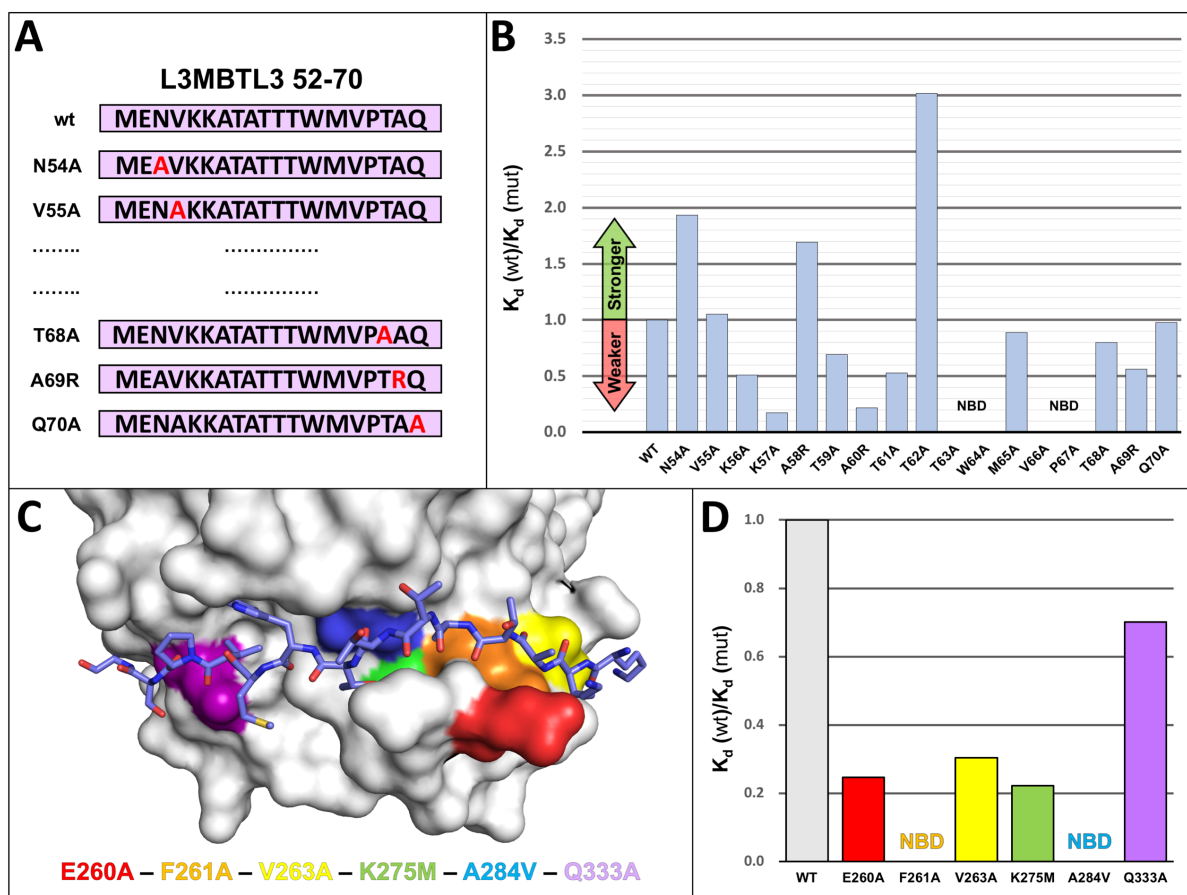 A
L3MBTL3 52-70
wt MENVKKATATTTWMVPTAQ
N54A MEAVKKATATTTWMVPTAQ
V55A MENAKKATATTTWMVPTAQ
........ ...............
........ ...............
T68A MENVKKATATTTWMVPAAQ
A69R MEAVKKATATTTWMVPTRQ
Q70A MENAKKATATTTWMVPTAA
B
Kd (wt)/Kd (mut)
3.5
3.0
2.5
2.0
1.5
1.0
0.5
0.0
Stronger
Weaker
NBD NBD
WT N54A V55A K56A K57A A58R T59A A60R T61A T62A T63A W64A M65A V66A P67A T68A A69R Q70A
C
E260A – F261A – V263A – K275M – A284V – Q333A
D
Kd (wt)/Kd (mut)
1.0
0.8
0.6
0.4
0.2
0.0
NBD NBD
WT E260A F261A V263A K275M A284V Q333A